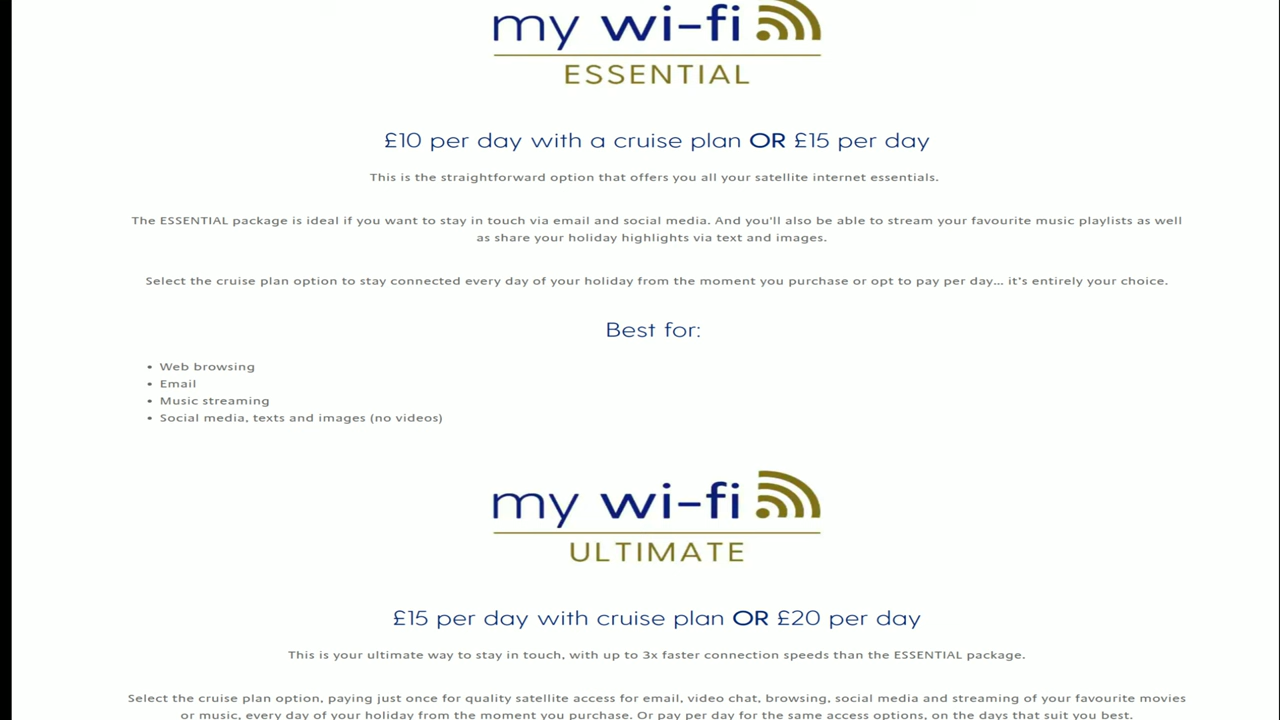 my wi-fi
ESSENTIAL
£10 per day with a cruise plan OR £15 per day
This is the straightforward option that offers you all your satellite internet essentials.
The ESSENTIAL package is ideal if you want to stay in touch via email and social media. And you'll also be able to stream your favourite music playlists as well
as share your holiday highlights via text and images.
Select the cruise plan option to stay connected every day of your holiday from the moment you purchase or opt to pay per day... it's entirely your choice.
Best for:
• Web browsing
• Email
• Music streaming
• Social media, texts and images (no videos)
my wi-fi
ULTIMATE
£15 per day with cruise plan OR £20 per day
This is your ultimate way to stay in touch, with up to 3x faster connection speeds than the ESSENTIAL package.
Select the cruise plan option, paying just once for quality satellite access for email, video chat, browsing, social media and streaming of your favourite movies
or music, every day of your holiday from the moment you purchase. Or pay per day for the same access options, on the days that suit you best.